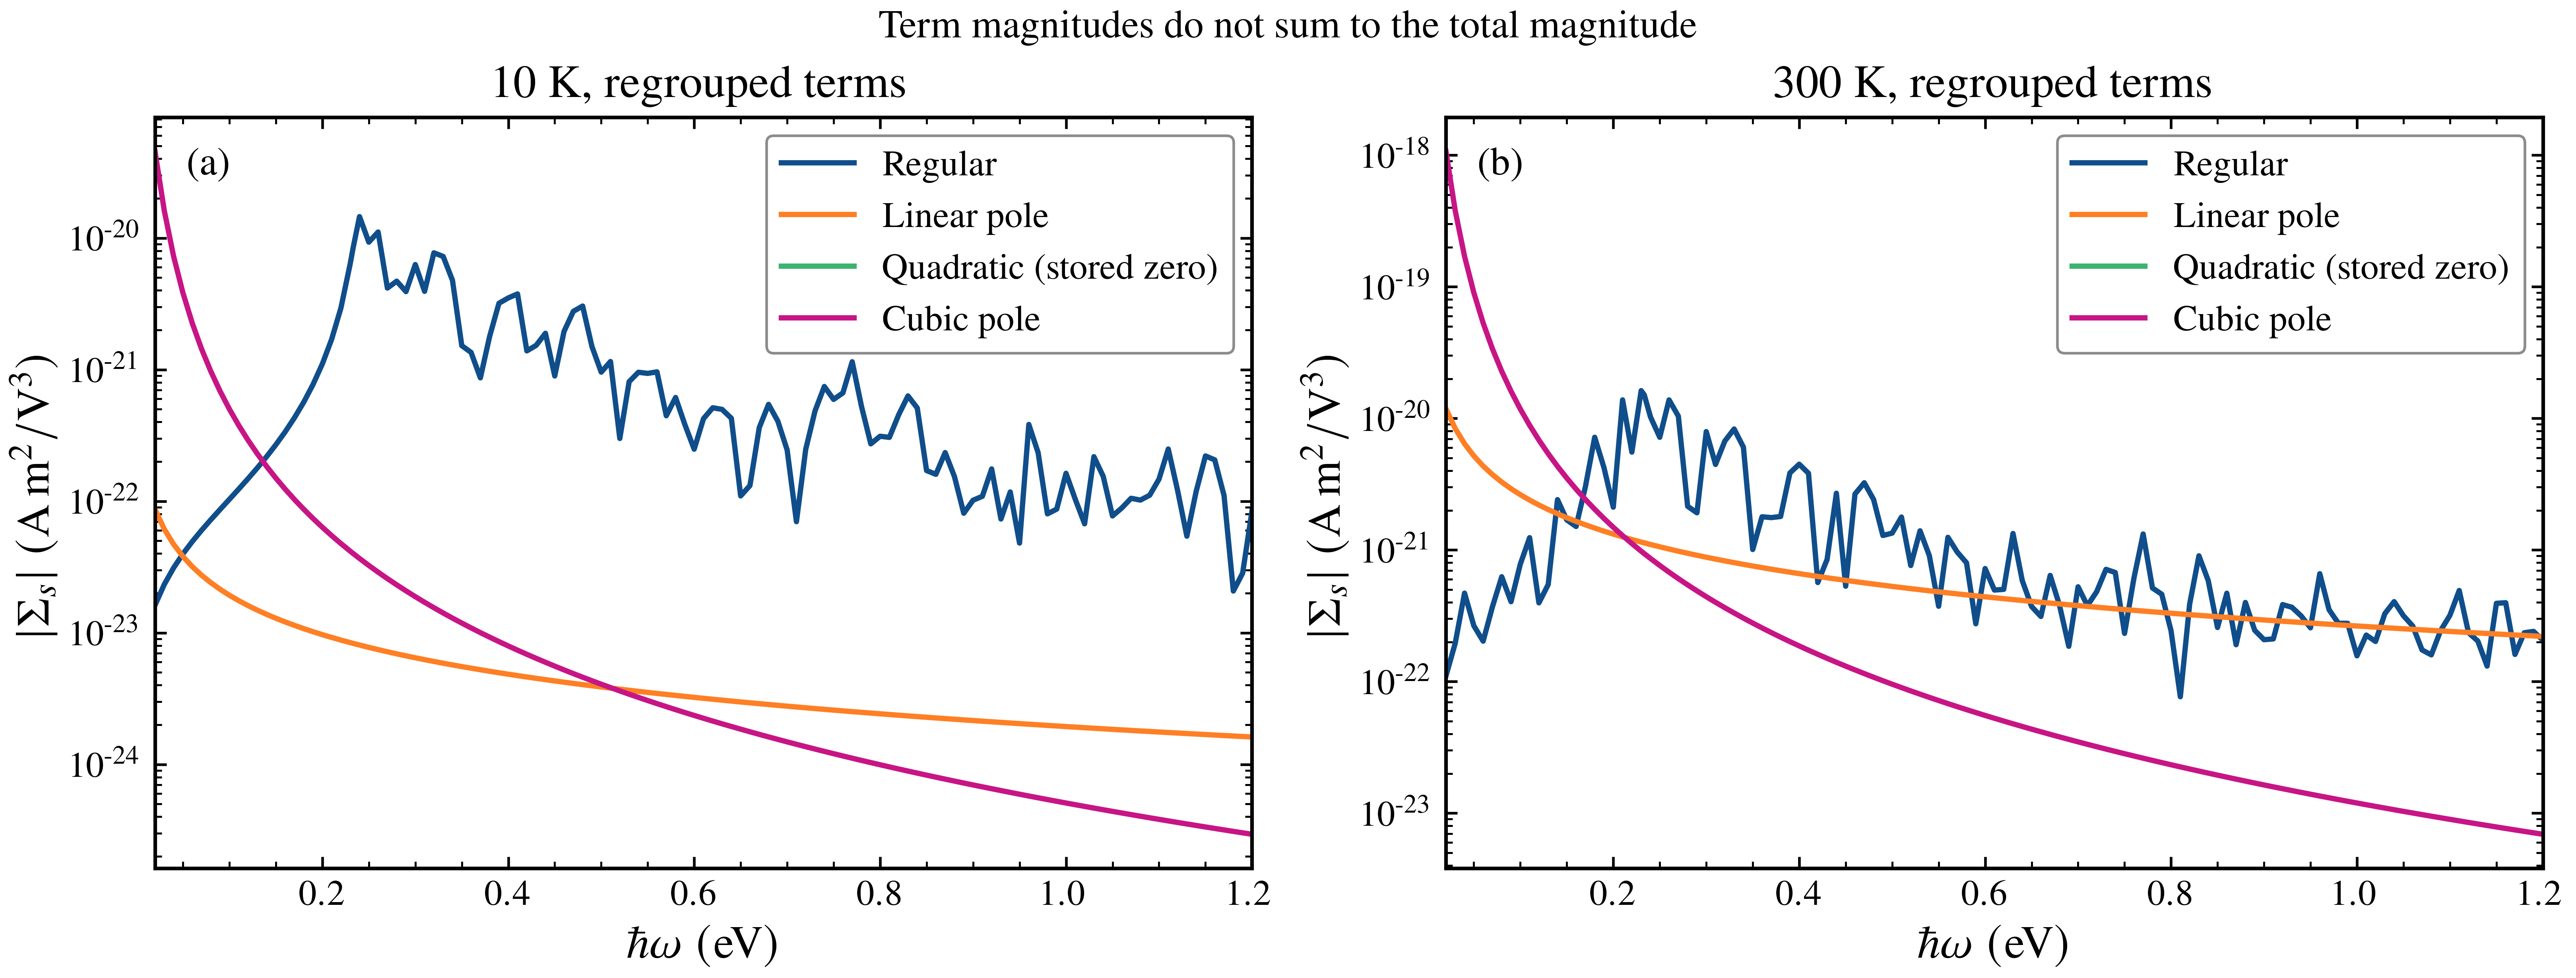 Term magnitudes do not sum to the total magnitude
10 K, regrouped terms
(a)
Regular
Linear pole
Quadratic (stored zero)
Cubic pole
10⁻²⁰
10⁻²¹
10⁻²²
10⁻²³
10⁻²⁴
|Σₛ| (A m²/V³)
0.2 0.4 0.6 0.8 1.0 1.2
ℏω (eV)
300 K, regrouped terms
(b)
Regular
Linear pole
Quadratic (stored zero)
Cubic pole
10⁻¹⁸
10⁻¹⁹
10⁻²⁰
10⁻²¹
10⁻²²
10⁻²³
|Σₛ| (A m²/V³)
0.2 0.4 0.6 0.8 1.0 1.2
ℏω (eV)